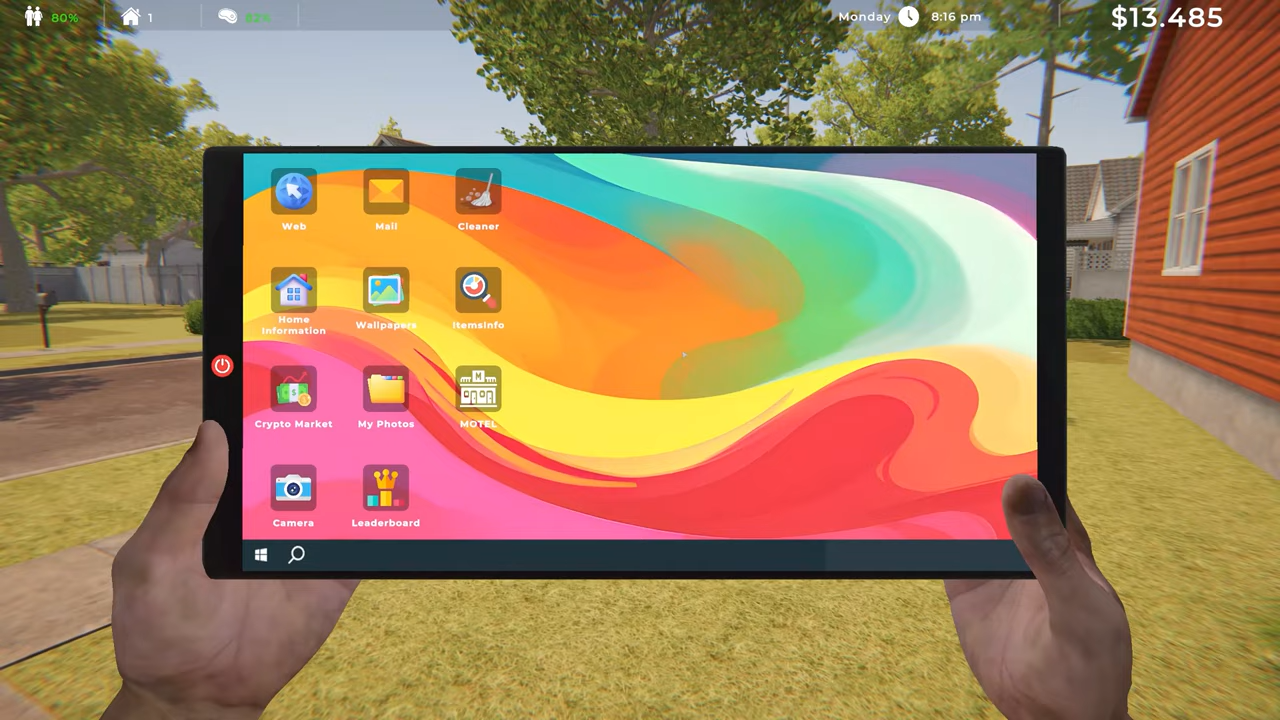 80%
1
82%
Monday
8:16 pm
$13.485
Web
Mail
Cleaner
Home
Information
Wallpapers
ItemsInfo
Crypto Market
My Photos
MOTEL
Camera
Leaderboard